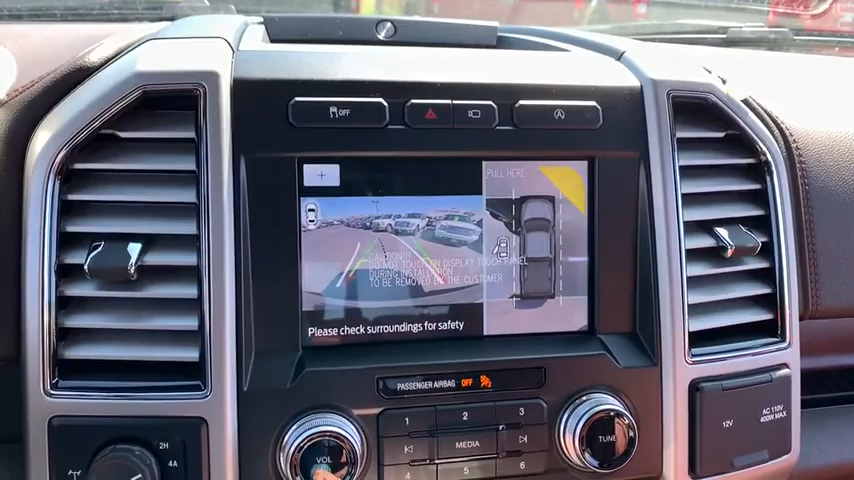 OFF
PULL HERE
CAUTION!
DO NOT TOUCH ON DISPLAY TOUCH PANEL
DURING INSTALLATION
TO BE REMOVED BY THE CUSTOMER
Please check surroundings for safety
PASSENGER AIRBAG OFF
1 2 3
MEDIA
4 5 6
VOL
TUNE
2H
4A
12V
AC 110V
400W MAX